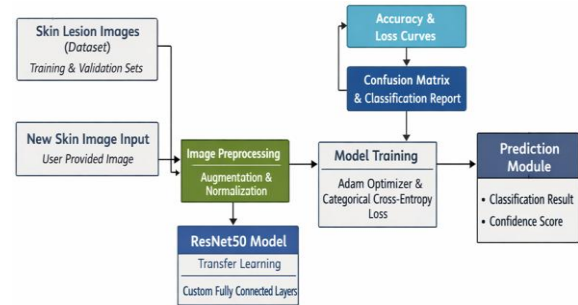 Skin Lesion Images
(Dataset)
Training & Validation Sets
New Skin Image Input
User Provided Image
Image Preprocessing
Augmentation &
Normalization
ResNet50 Model
Transfer Learning
Custom Fully Connected Layers
Accuracy &
Loss Curves
Confusion Matrix
& Classification Report
Model Training
Adam Optimizer &
Categorical Cross-Entropy
Loss
Prediction
Module
• Classification Result
• Confidence Score